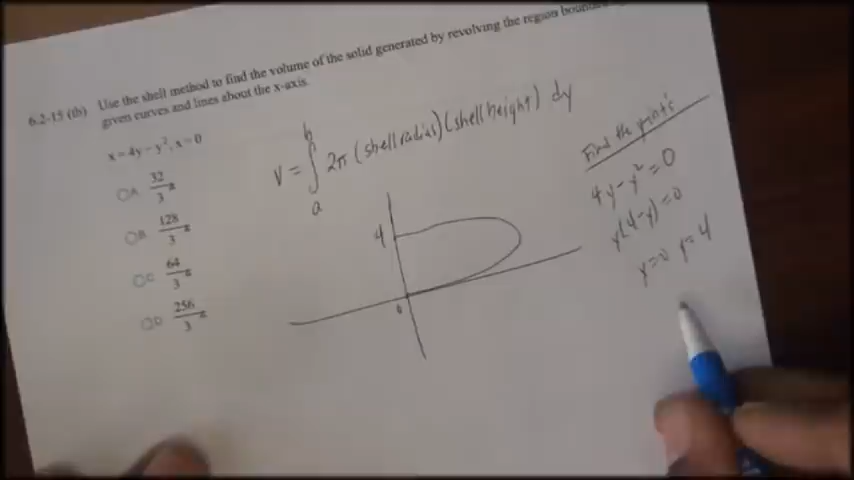 6.2-15 (tb) Use the shell method to find the volume of the solid generated by revolving the region
given curves and lines about the x-axis.
x = 4y − y², x = 0
A. 32/3 π
B. 128/3 π
C. 64/3 π
D. 256/3 π
V = ∫ₐᵇ 2π (shell radius)(shell height) dy
4
0
Find the points
4y − y² = 0
y(4−y) = 0
y=0 y=4